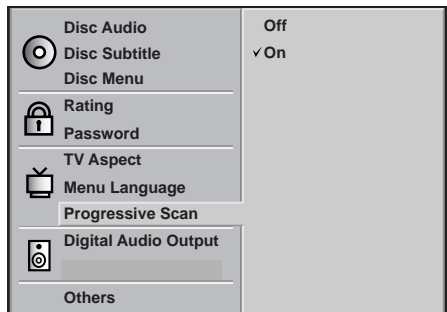 Disc Audio
Disc Subtitle
Disc Menu
Rating
Password
TV Aspect
Menu Language
Progressive Scan
Digital Audio Output
Others
Off
✓On